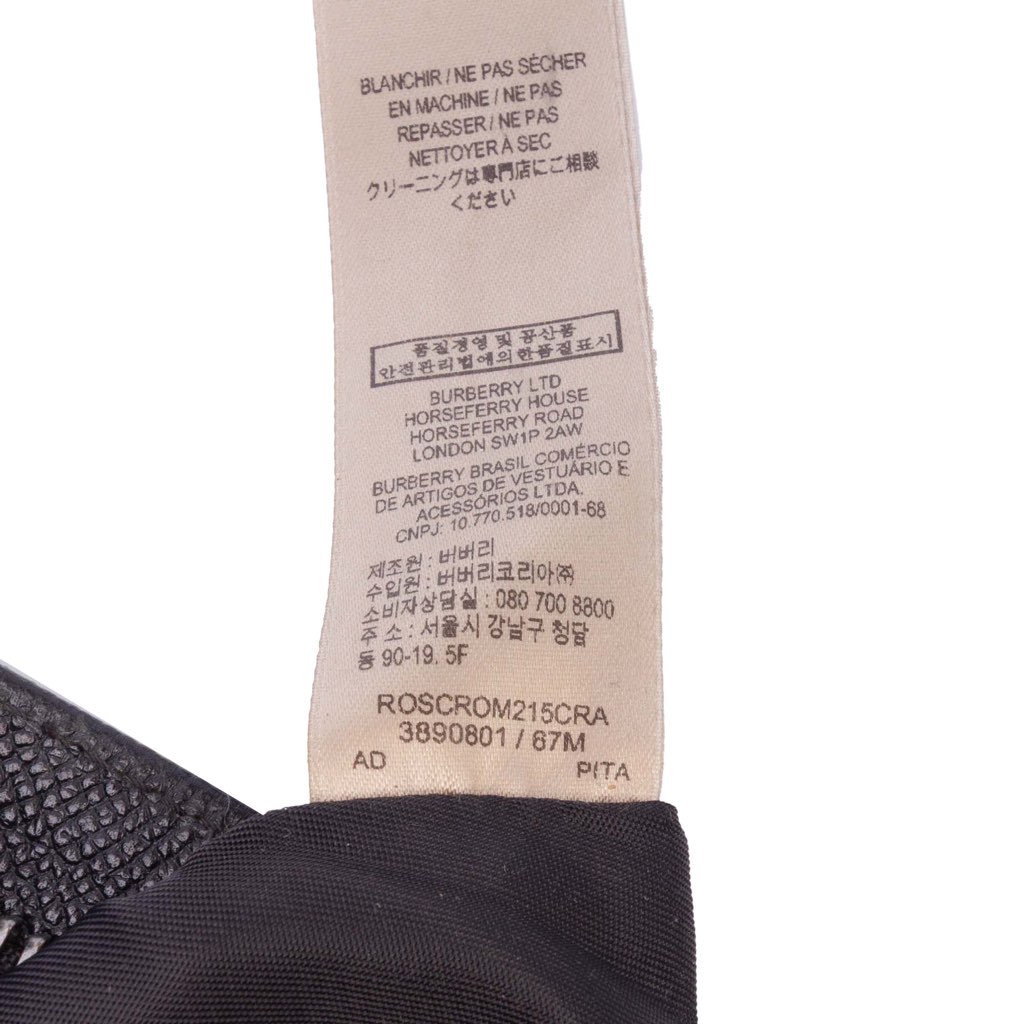 BLANCHIR / NE PAS SÉCHER
EN MACHINE / NE PAS
REPASSER / NE PAS
NETTOYER À SEC
クリーニングは専門店にご相談
ください
품질경영 및 공산품
안전관리법에의한품질표시
BURBERRY LTD
HORSEFERRY HOUSE
HORSEFERRY ROAD
LONDON SW1P 2AW
BURBERRY BRASIL COMÉRCIO
DE ARTIGOS DE VESTUÁRIO E
ACESSÓRIOS LTDA.
CNPJ: 10.770.518/0001-68
제조원 : 버버리
수입원 : 버버리코리아㈜
소비자상담실 : 080 700 8800
주 소 : 서울시 강남구 청담
동 90-19. 5F
ROSCROM215CRA
3890801 / 67M
AD PITA